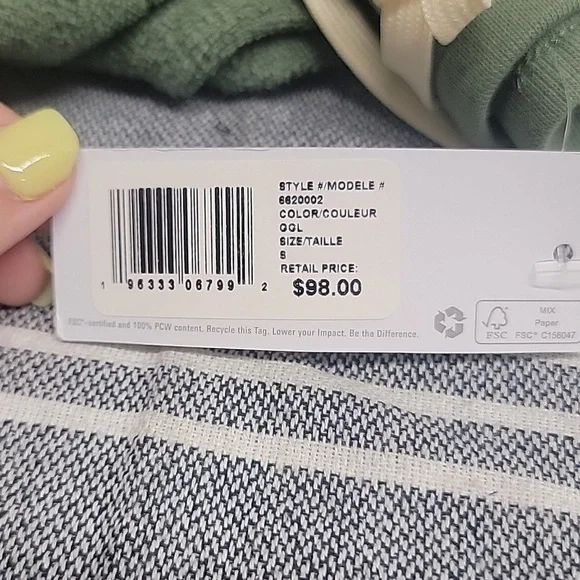 STYLE #/MODELE #
6620002
COLOR/COULEUR
GGL
SIZE/TAILLE
S
RETAIL PRICE:
$98.00
1 96333 06799 2
FSC®-certified and 100% PCW content. Recycle this Tag. Lower your Impact. Be the Difference.
FSC
MIX
Paper
FSC® C156047